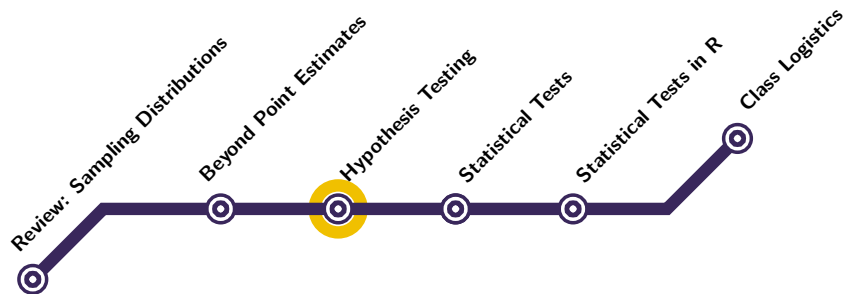 Review: Sampling Distributions
Beyond Point Estimates
Hypothesis Testing
Statistical Tests
Statistical Tests in R
Class Logistics